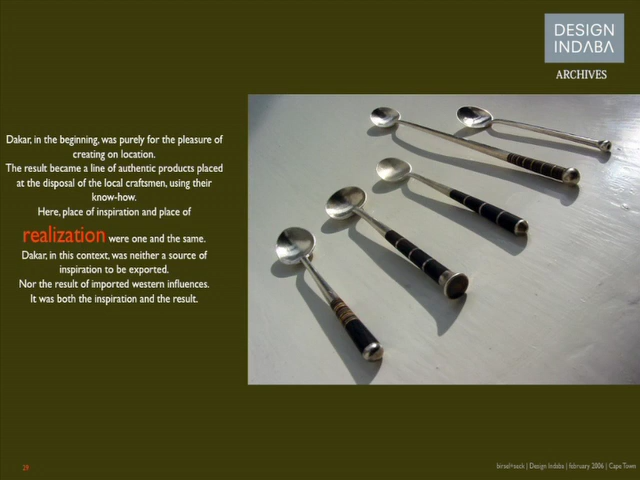 DESIGN
INDABA
ARCHIVES
Dakar, in the beginning, was purely for the pleasure of
creating on location.
The result became a line of authentic products placed
at the disposal of the local craftsmen, using their
know-how.
Here, place of inspiration and place of
realization were one and the same.
Dakar, in this context, was neither a source of
inspiration to be exported.
Nor the result of imported western influences.
It was both the inspiration and the result.
29
birsel+seck | Design Indaba | february 2006 | Cape Town